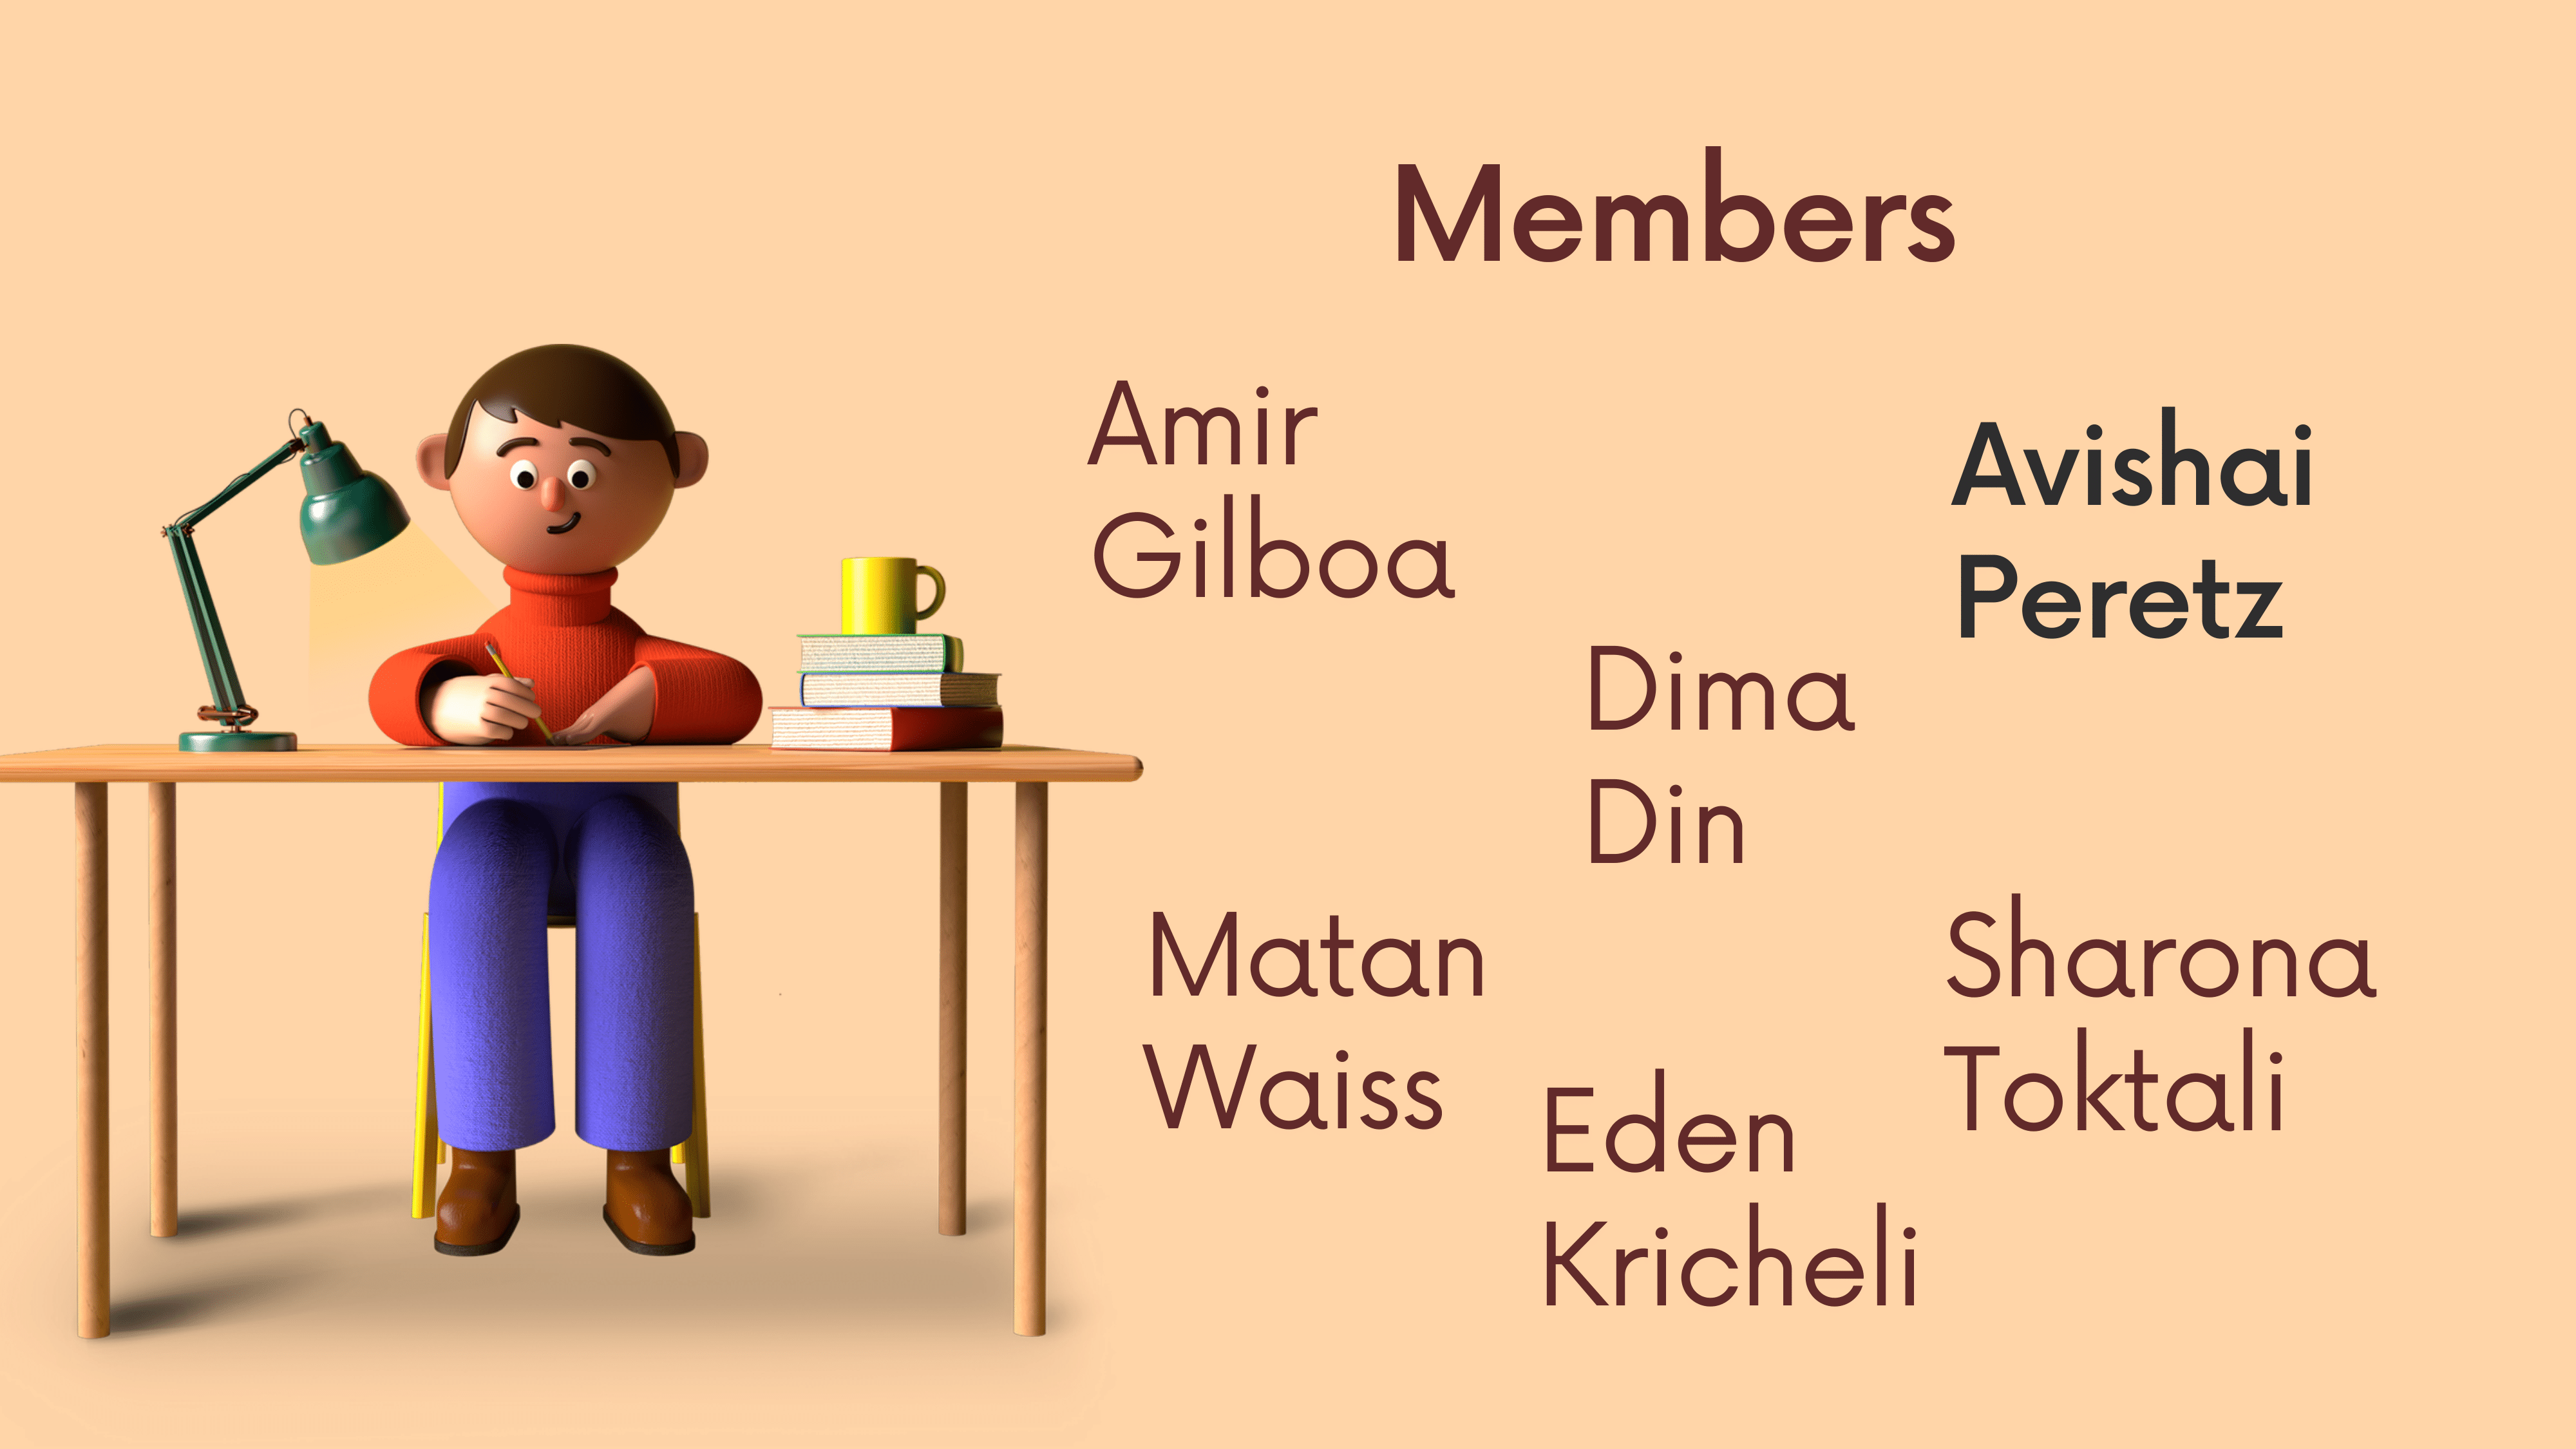 Members
Amir
Gilboa
Avishai
Peretz
Dima
Din
Matan
Waiss
Sharona
Toktali
Eden
Kricheli